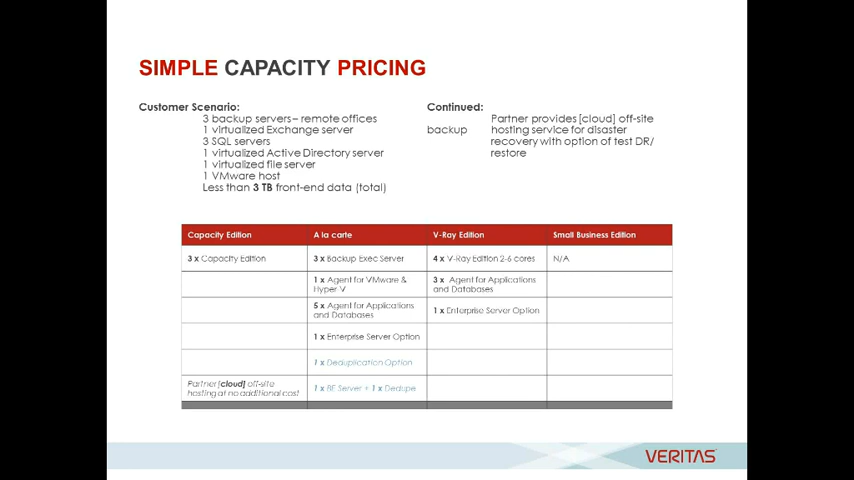 SIMPLE CAPACITY PRICING
Customer Scenario:
3 backup servers – remote offices
1 virtualized Exchange server
3 SQL servers
1 virtualized Active Directory server
1 virtualized file server
1 VMware host
Less than 3 TB front-end data (total)
Continued:
Partner provides [cloud] off-site
backup hosting service for disaster
recovery with option of test DR/
restore
Capacity Edition A la carte V-Ray Edition Small Business Edition
3 x Capacity Edition 3 x Backup Exec Server 4 x V-Ray Edition 2-6 cores N/A
1 x Agent for VMware &
Hyper V
3 x Agent for Applications
and Databases
5 x Agent for Applications
and Databases
1 x Enterprise Server Option
1 x Enterprise Server Option
1 x Deduplication Option
Partner [cloud] off-site
hosting at no additional cost
1 x BE Server + 1 x Dedupe
VERITAS